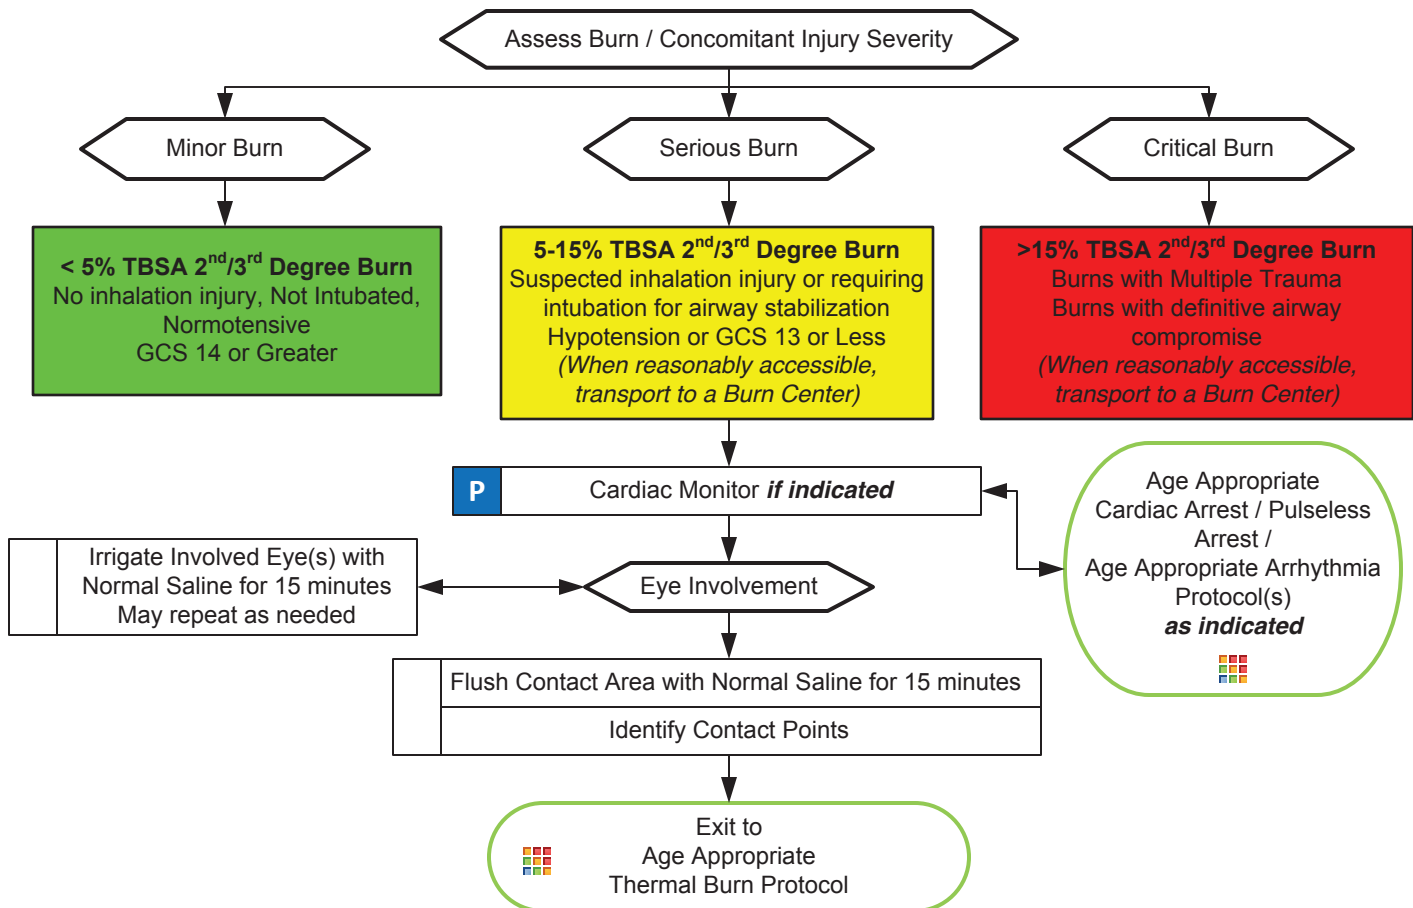 Assess Burn / Concomitant Injury Severity
Minor Burn
Serious Burn
Critical Burn
< 5% TBSA 2nd/3rd Degree Burn
No inhalation injury, Not Intubated,
Normotensive
GCS 14 or Greater
5-15% TBSA 2nd/3rd Degree Burn
Suspected inhalation injury or requiring
intubation for airway stabilization
Hypotension or GCS 13 or Less
(When reasonably accessible,
transport to a Burn Center)
>15% TBSA 2nd/3rd Degree Burn
Burns with Multiple Trauma
Burns with definitive airway
compromise
(When reasonably accessible,
transport to a Burn Center)
P
Cardiac Monitor if indicated
Age Appropriate
Cardiac Arrest / Pulseless
Arrest /
Age Appropriate Arrhythmia
Protocol(s)
as indicated
Irrigate Involved Eye(s) with
Normal Saline for 15 minutes
May repeat as needed
Eye Involvement
Flush Contact Area with Normal Saline for 15 minutes
Identify Contact Points
Exit to
Age Appropriate
Thermal Burn Protocol